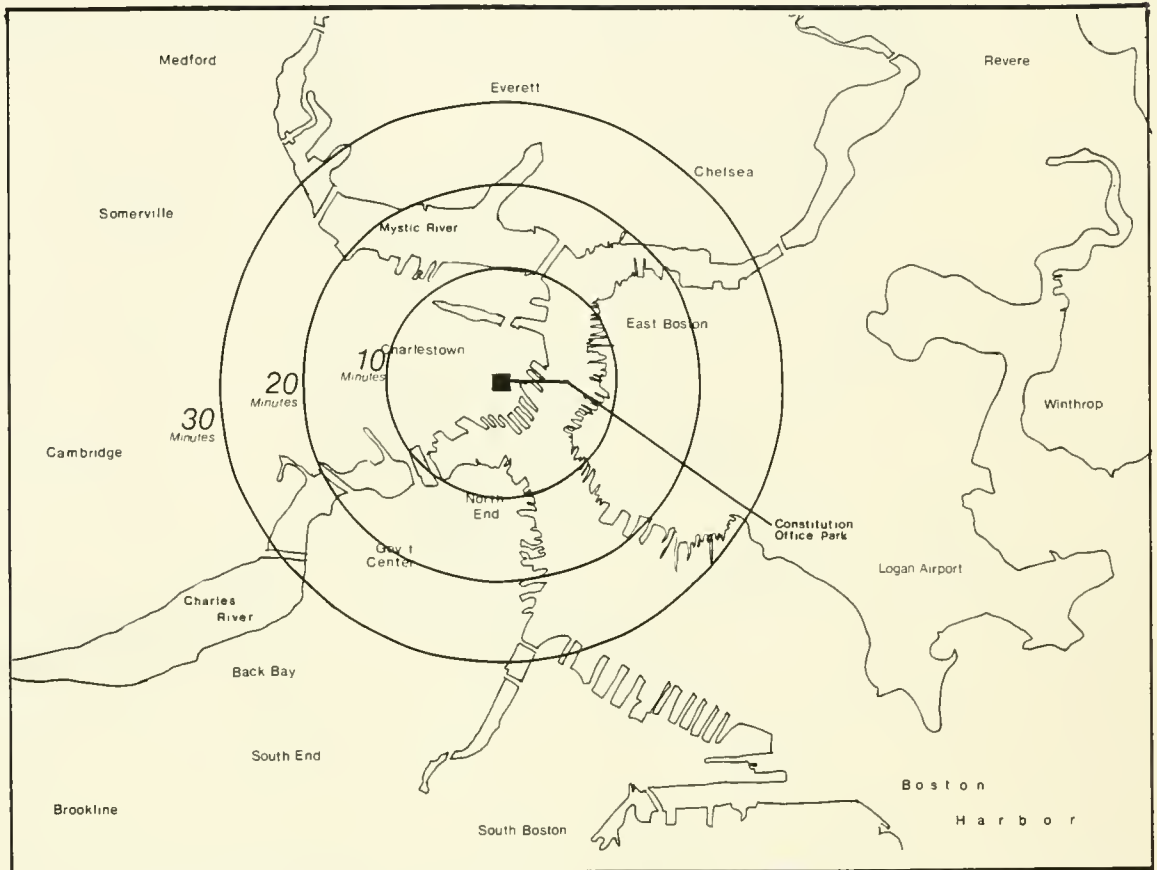 Medford
Revere
Everett
Chelsea
Somerville
Mystic River
East Boston
Charlestown
10
Minutes
20
Minutes
30
Minutes
Winthrop
Cambridge
North
End
Constitution
Office Park
Gov't
Center
Logan Airport
Charles
River
Back Bay
South End
Boston
Harbor
Brookline
South Boston